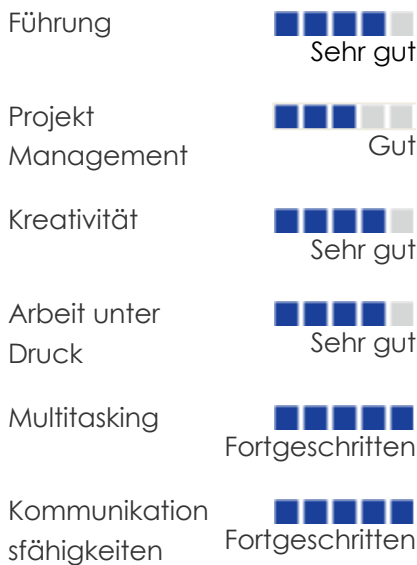 Führung
Sehr gut
Projekt
Management
Gut
Kreativität
Sehr gut
Arbeit unter
Druck
Sehr gut
Multitasking
Fortgeschritten
Kommunikation
sfähigkeiten
Fortgeschritten